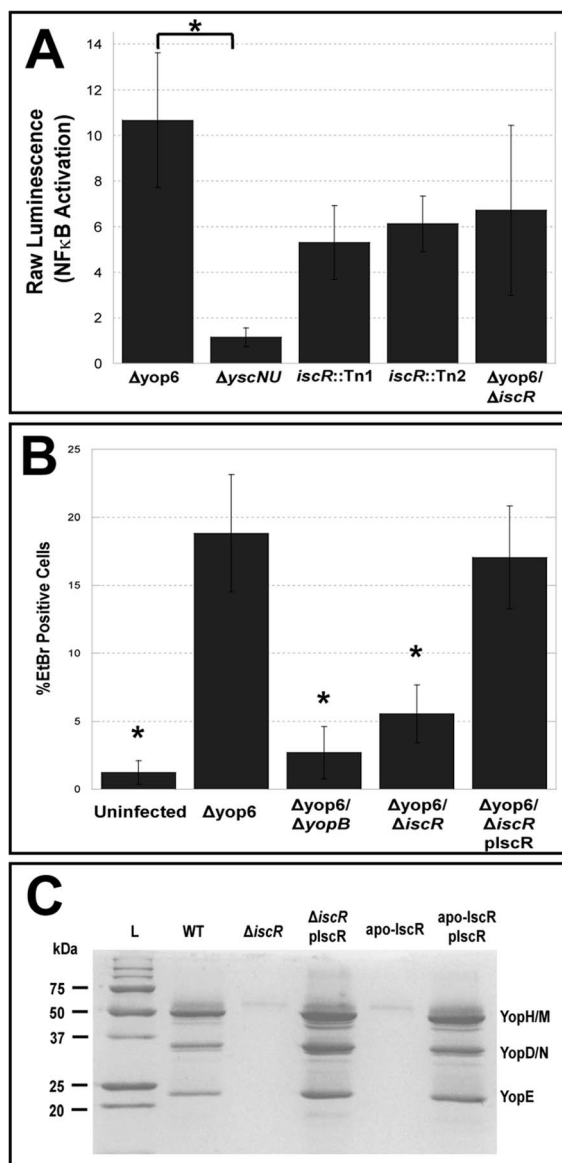 A
*
Raw Luminescence
(NFκB Activation)
14
12
10
8
6
4
2
0
Δyop6
ΔyscNU
iscR::Tn1
iscR::Tn2
Δyop6/
ΔiscR
B
%EtBr Positive Cells
25
20
15
10
5
0
*
*
*
Uninfected
Δyop6
Δyop6/
ΔyopB
Δyop6/
ΔiscR
Δyop6/
ΔiscR
pIscR
C
kDa
L
WT
ΔiscR
ΔiscR
pIscR
apo-IscR
apo-IscR
pIscR
75
50
37
25
20
YopH/M
YopD/N
YopE